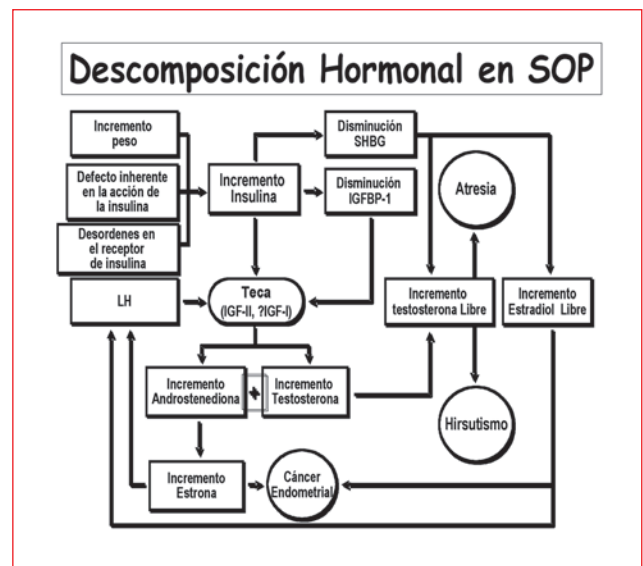 Descomposición Hormonal en SOP
Incremento
peso
Defecto inherente
en la acción de
la insulina
Desordenes en
el receptor
de insulina
LH
Incremento
Insulina
Disminución
SHBG
Disminución
IGFBP-1
Atresia
Teca
(IGF-II, ?IGF-I)
Incremento
testosterona Libre
Incremento
Estradiol Libre
Incremento
Androstenediona
Incremento
Testosterona
Hirsutismo
Incremento
Estrona
Cáncer
Endometrial